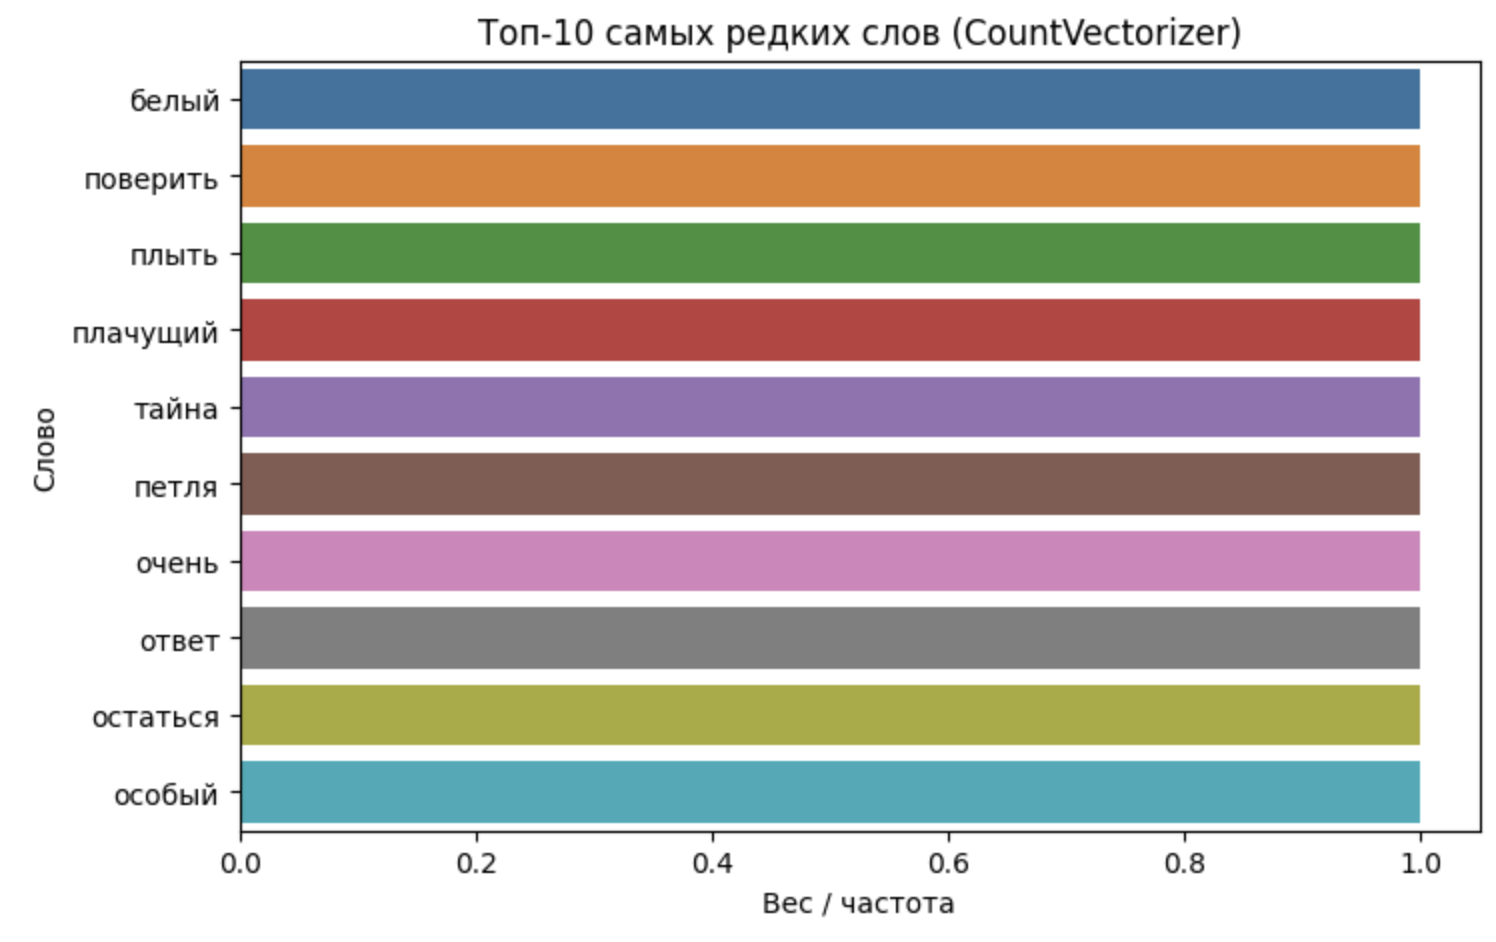 Топ-10 самых редких слов (CountVectorizer)
белый
поверить
плыть
плачущий
тайна
петля
очень
ответ
остаться
особый
Слово
0.0 0.2 0.4 0.6 0.8 1.0
Вес / частота